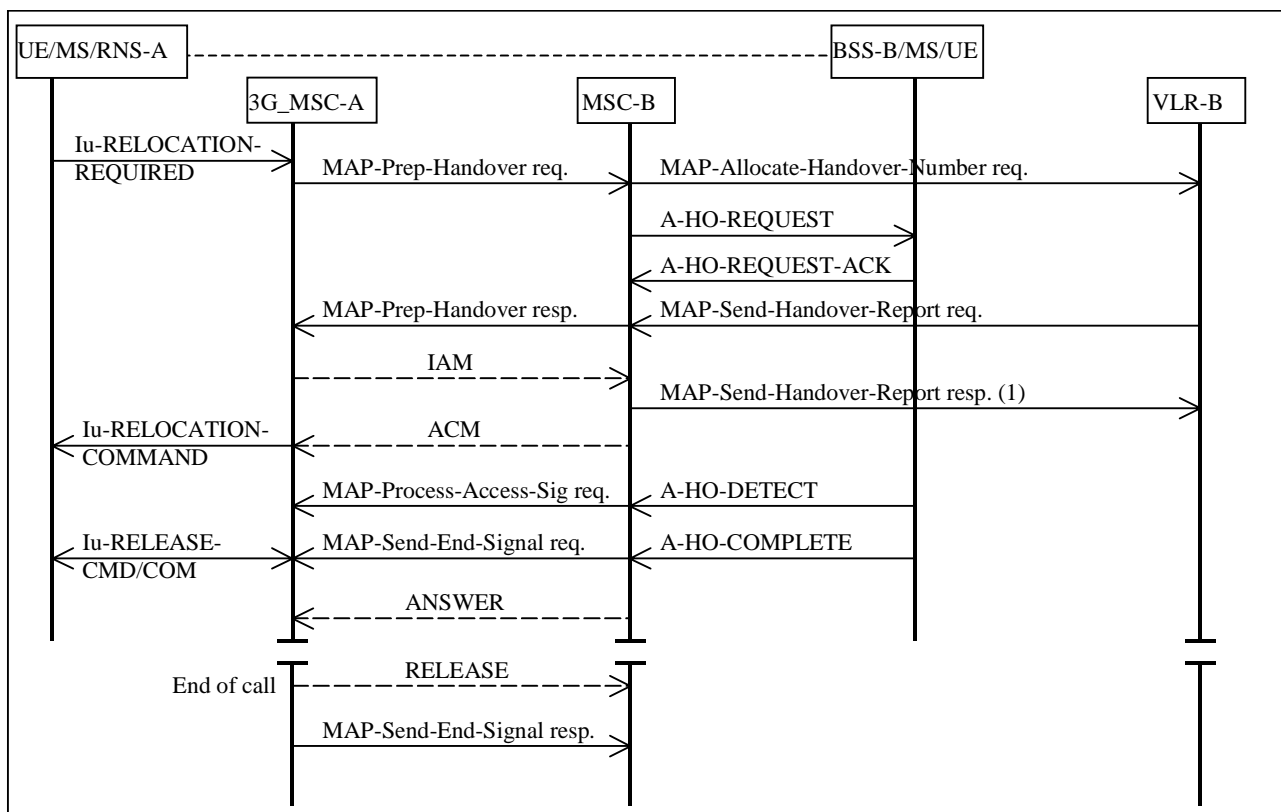 UE/MS/RNS-A
BSS-B/MS/UE
3G_MSC-A
MSC-B
VLR-B
Iu-RELOCATION-
REQUIRED
MAP-Prep-Handover req.
MAP-Allocate-Handover-Number req.
A-HO-REQUEST
A-HO-REQUEST-ACK
MAP-Prep-Handover resp.
MAP-Send-Handover-Report req.
IAM
MAP-Send-Handover-Report resp. (1)
Iu-RELOCATION-
COMMAND
ACM
MAP-Process-Access-Sig req.
A-HO-DETECT
Iu-RELEASE-
CMD/COM
MAP-Send-End-Signal req.
A-HO-COMPLETE
ANSWER
RELEASE
End of call
MAP-Send-End-Signal resp.